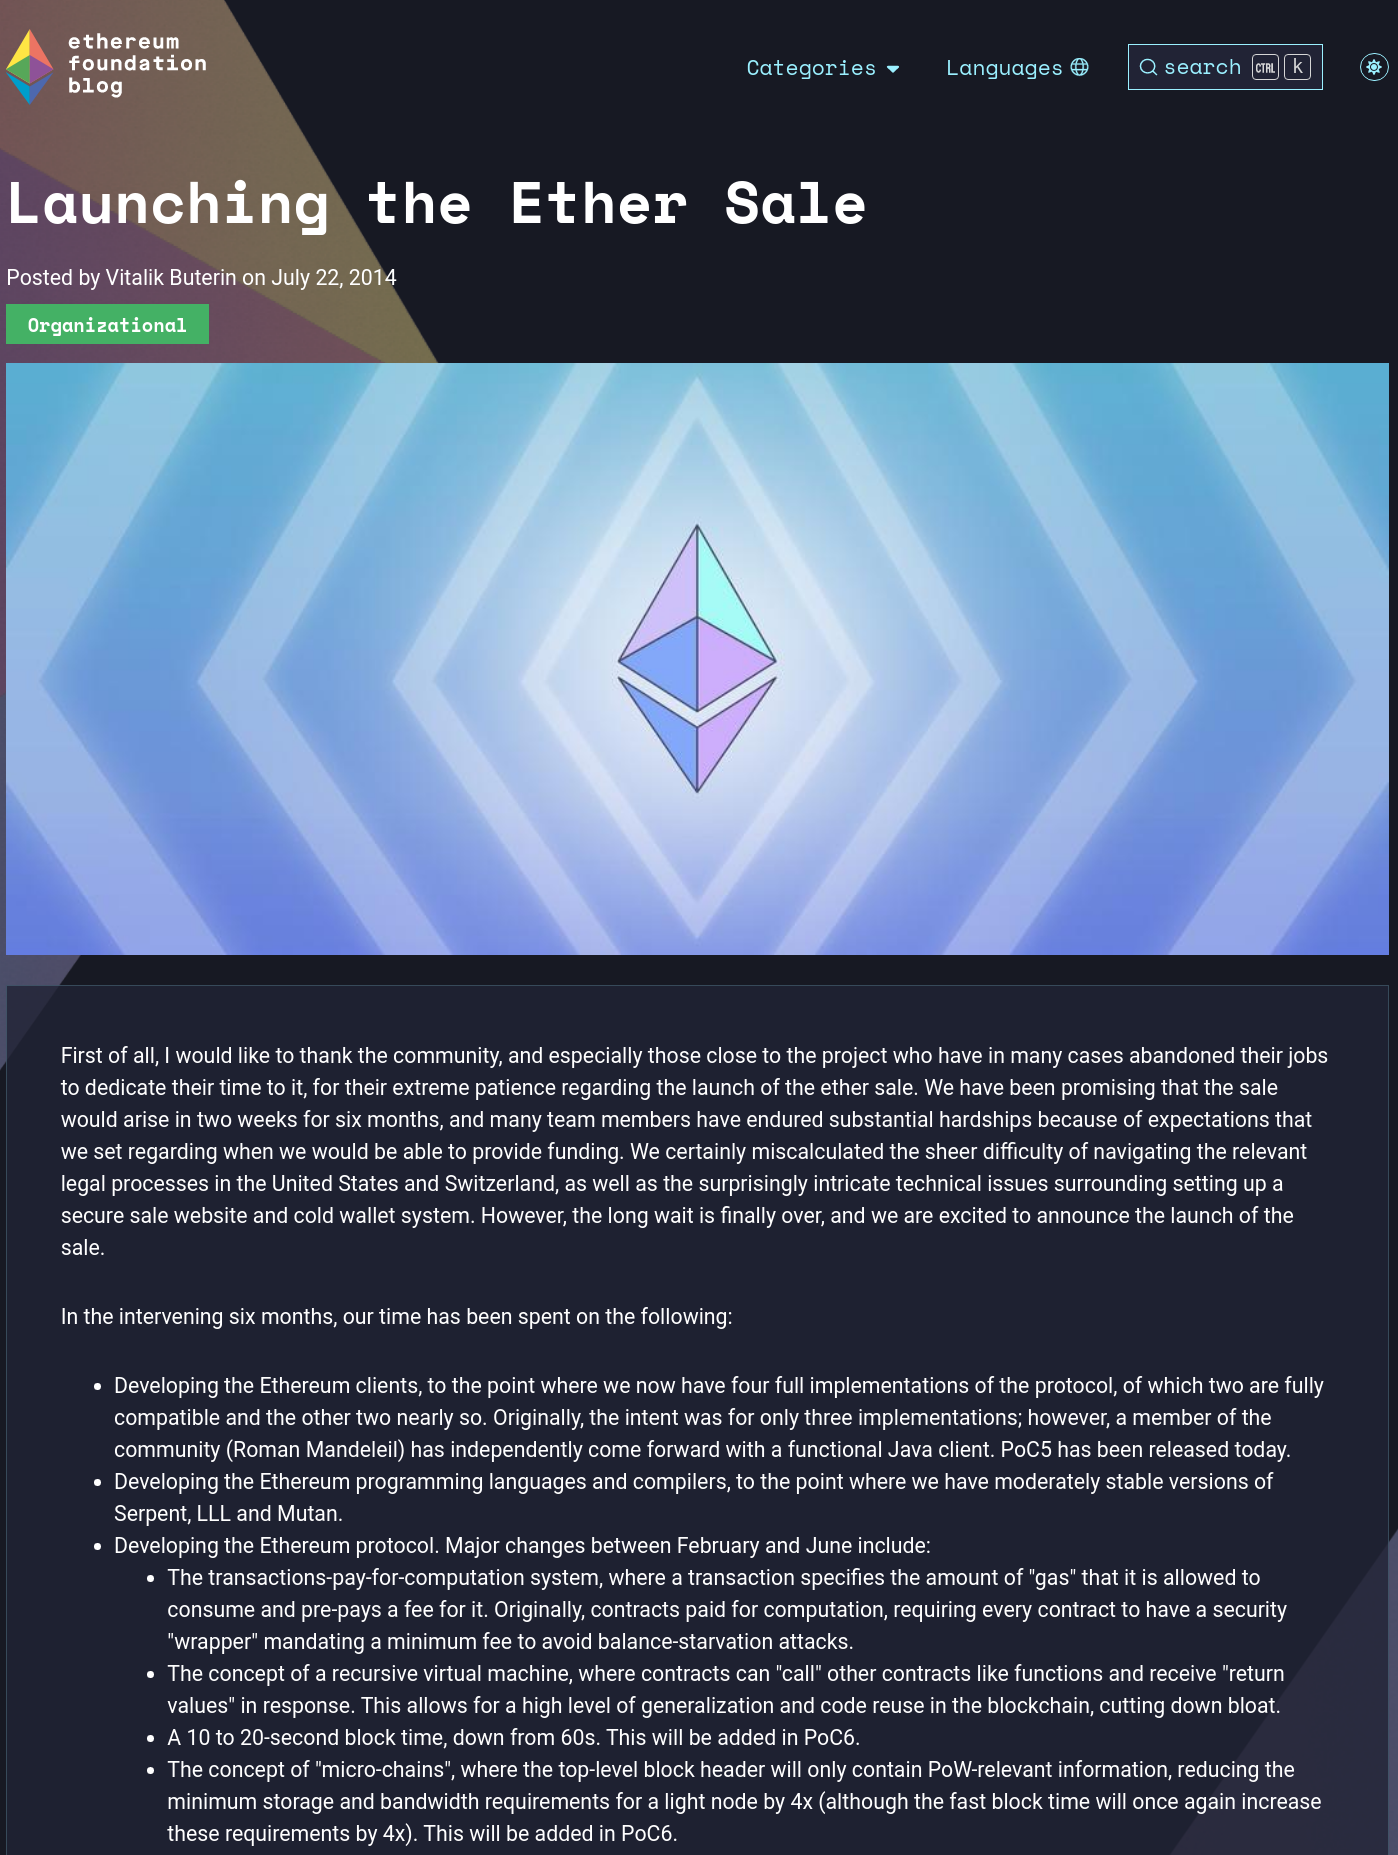 ethereum
foundation
blog
Categories
Languages
search CTRL k
Launching the Ether Sale
Posted by Vitalik Buterin on July 22, 2014
Organizational
First of all, I would like to thank the community, and especially those close to the project who have in many cases abandoned their jobs
to dedicate their time to it, for their extreme patience regarding the launch of the ether sale. We have been promising that the sale
would arise in two weeks for six months, and many team members have endured substantial hardships because of expectations that
we set regarding when we would be able to provide funding. We certainly miscalculated the sheer difficulty of navigating the relevant
legal processes in the United States and Switzerland, as well as the surprisingly intricate technical issues surrounding setting up a
secure sale website and cold wallet system. However, the long wait is finally over, and we are excited to announce the launch of the
sale.
In the intervening six months, our time has been spent on the following:
• Developing the Ethereum clients, to the point where we now have four full implementations of the protocol, of which two are fully
compatible and the other two nearly so. Originally, the intent was for only three implementations; however, a member of the
community (Roman Mandeleil) has independently come forward with a functional Java client. PoC5 has been released today.
• Developing the Ethereum programming languages and compilers, to the point where we have moderately stable versions of
Serpent, LLL and Mutan.
• Developing the Ethereum protocol. Major changes between February and June include:
• The transactions-pay-for-computation system, where a transaction specifies the amount of "gas" that it is allowed to
consume and pre-pays a fee for it. Originally, contracts paid for computation, requiring every contract to have a security
"wrapper" mandating a minimum fee to avoid balance-starvation attacks.
• The concept of a recursive virtual machine, where contracts can "call" other contracts like functions and receive "return
values" in response. This allows for a high level of generalization and code reuse in the blockchain, cutting down bloat.
• A 10 to 20-second block time, down from 60s. This will be added in PoC6.
• The concept of "micro-chains", where the top-level block header will only contain PoW-relevant information, reducing the
minimum storage and bandwidth requirements for a light node by 4x (although the fast block time will once again increase
these requirements by 4x). This will be added in PoC6.